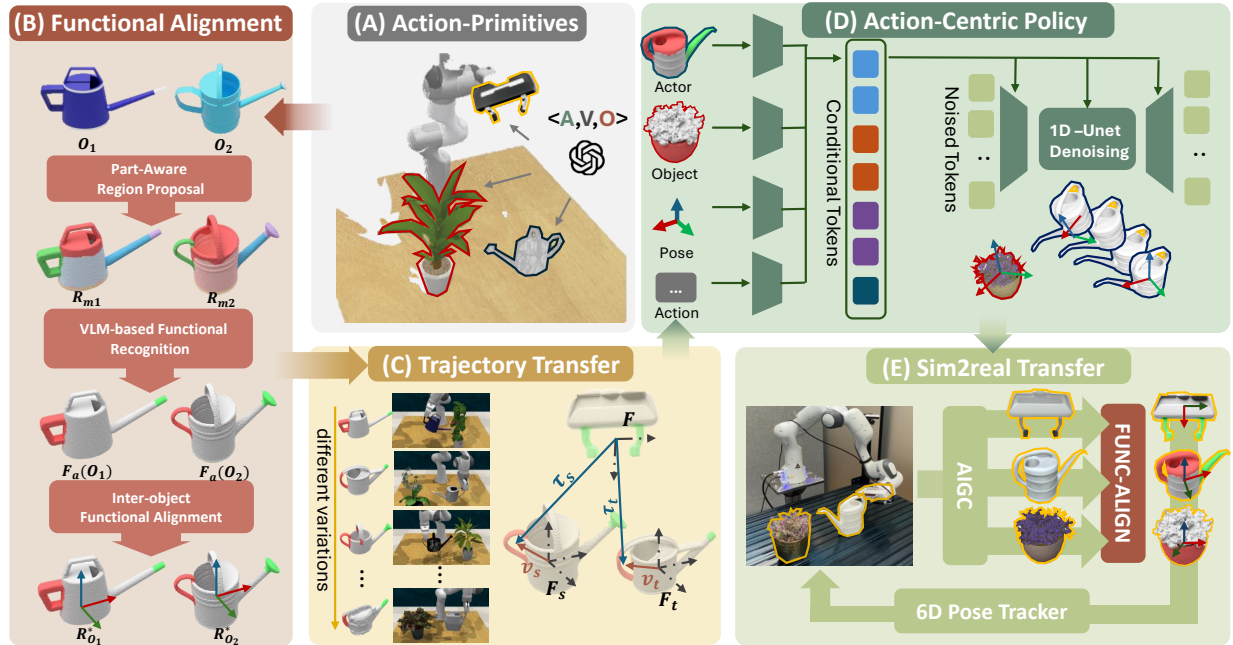 (B) Functional Alignment
O₁
O₂
Part-Aware
Region Proposal
Rₘ₁
Rₘ₂
VLM-based Functional
Recognition
Fₐ(O₁)
Fₐ(O₂)
Inter-object
Functional Alignment
R*O₁
R*O₂
(A) Action-Primitives
<A,V,O>
(C) Trajectory Transfer
different variations
...
...
...
F
τₛ
τₜ
vₛ
vₜ
Fₛ
Fₜ
(D) Action-Centric Policy
Actor
Object
Pose
...
Action
Conditional Tokens
Noised Tokens
..
1D –Unet
Denoising
..
(E) Sim2real Transfer
AIGC
FUNC-ALIGN
6D Pose Tracker